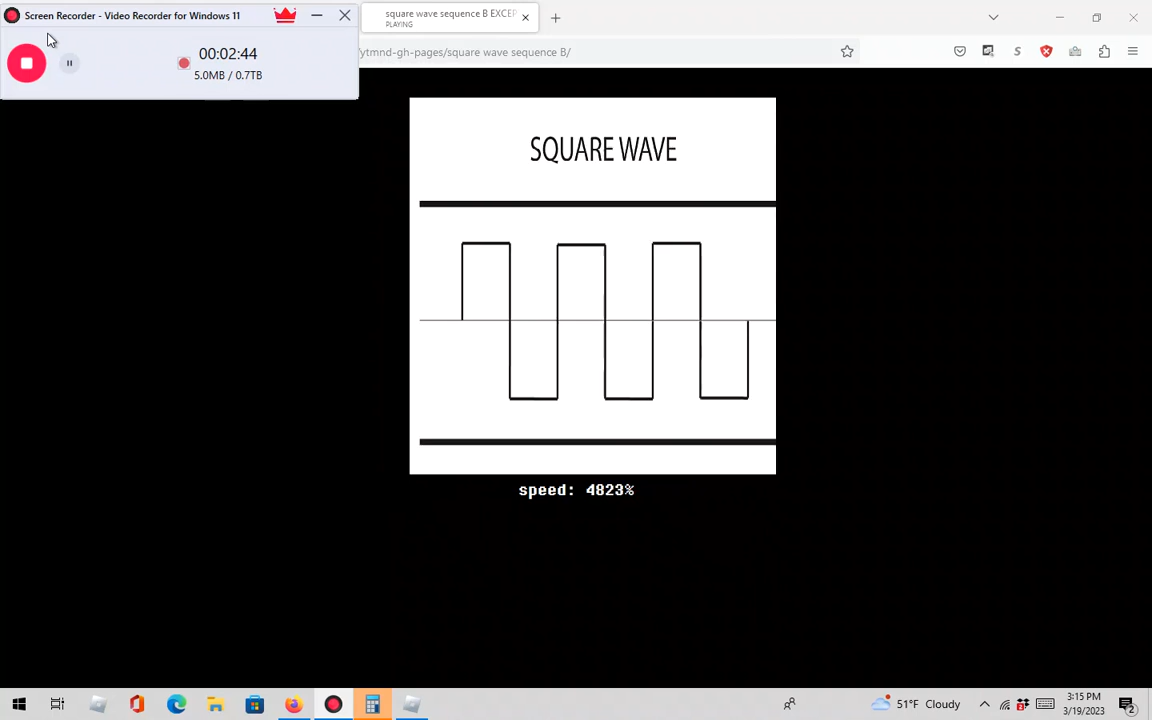 Screen Recorder - Video Recorder for Windows 11
00:02:44
5.0MB / 0.7TB
square wave sequence B EXCEP
PLAYING
/ytmnd-gh-pages/square wave sequence B/
SQUARE WAVE
speed: 4823%
51°F Cloudy
3:15 PM
3/19/2023
2